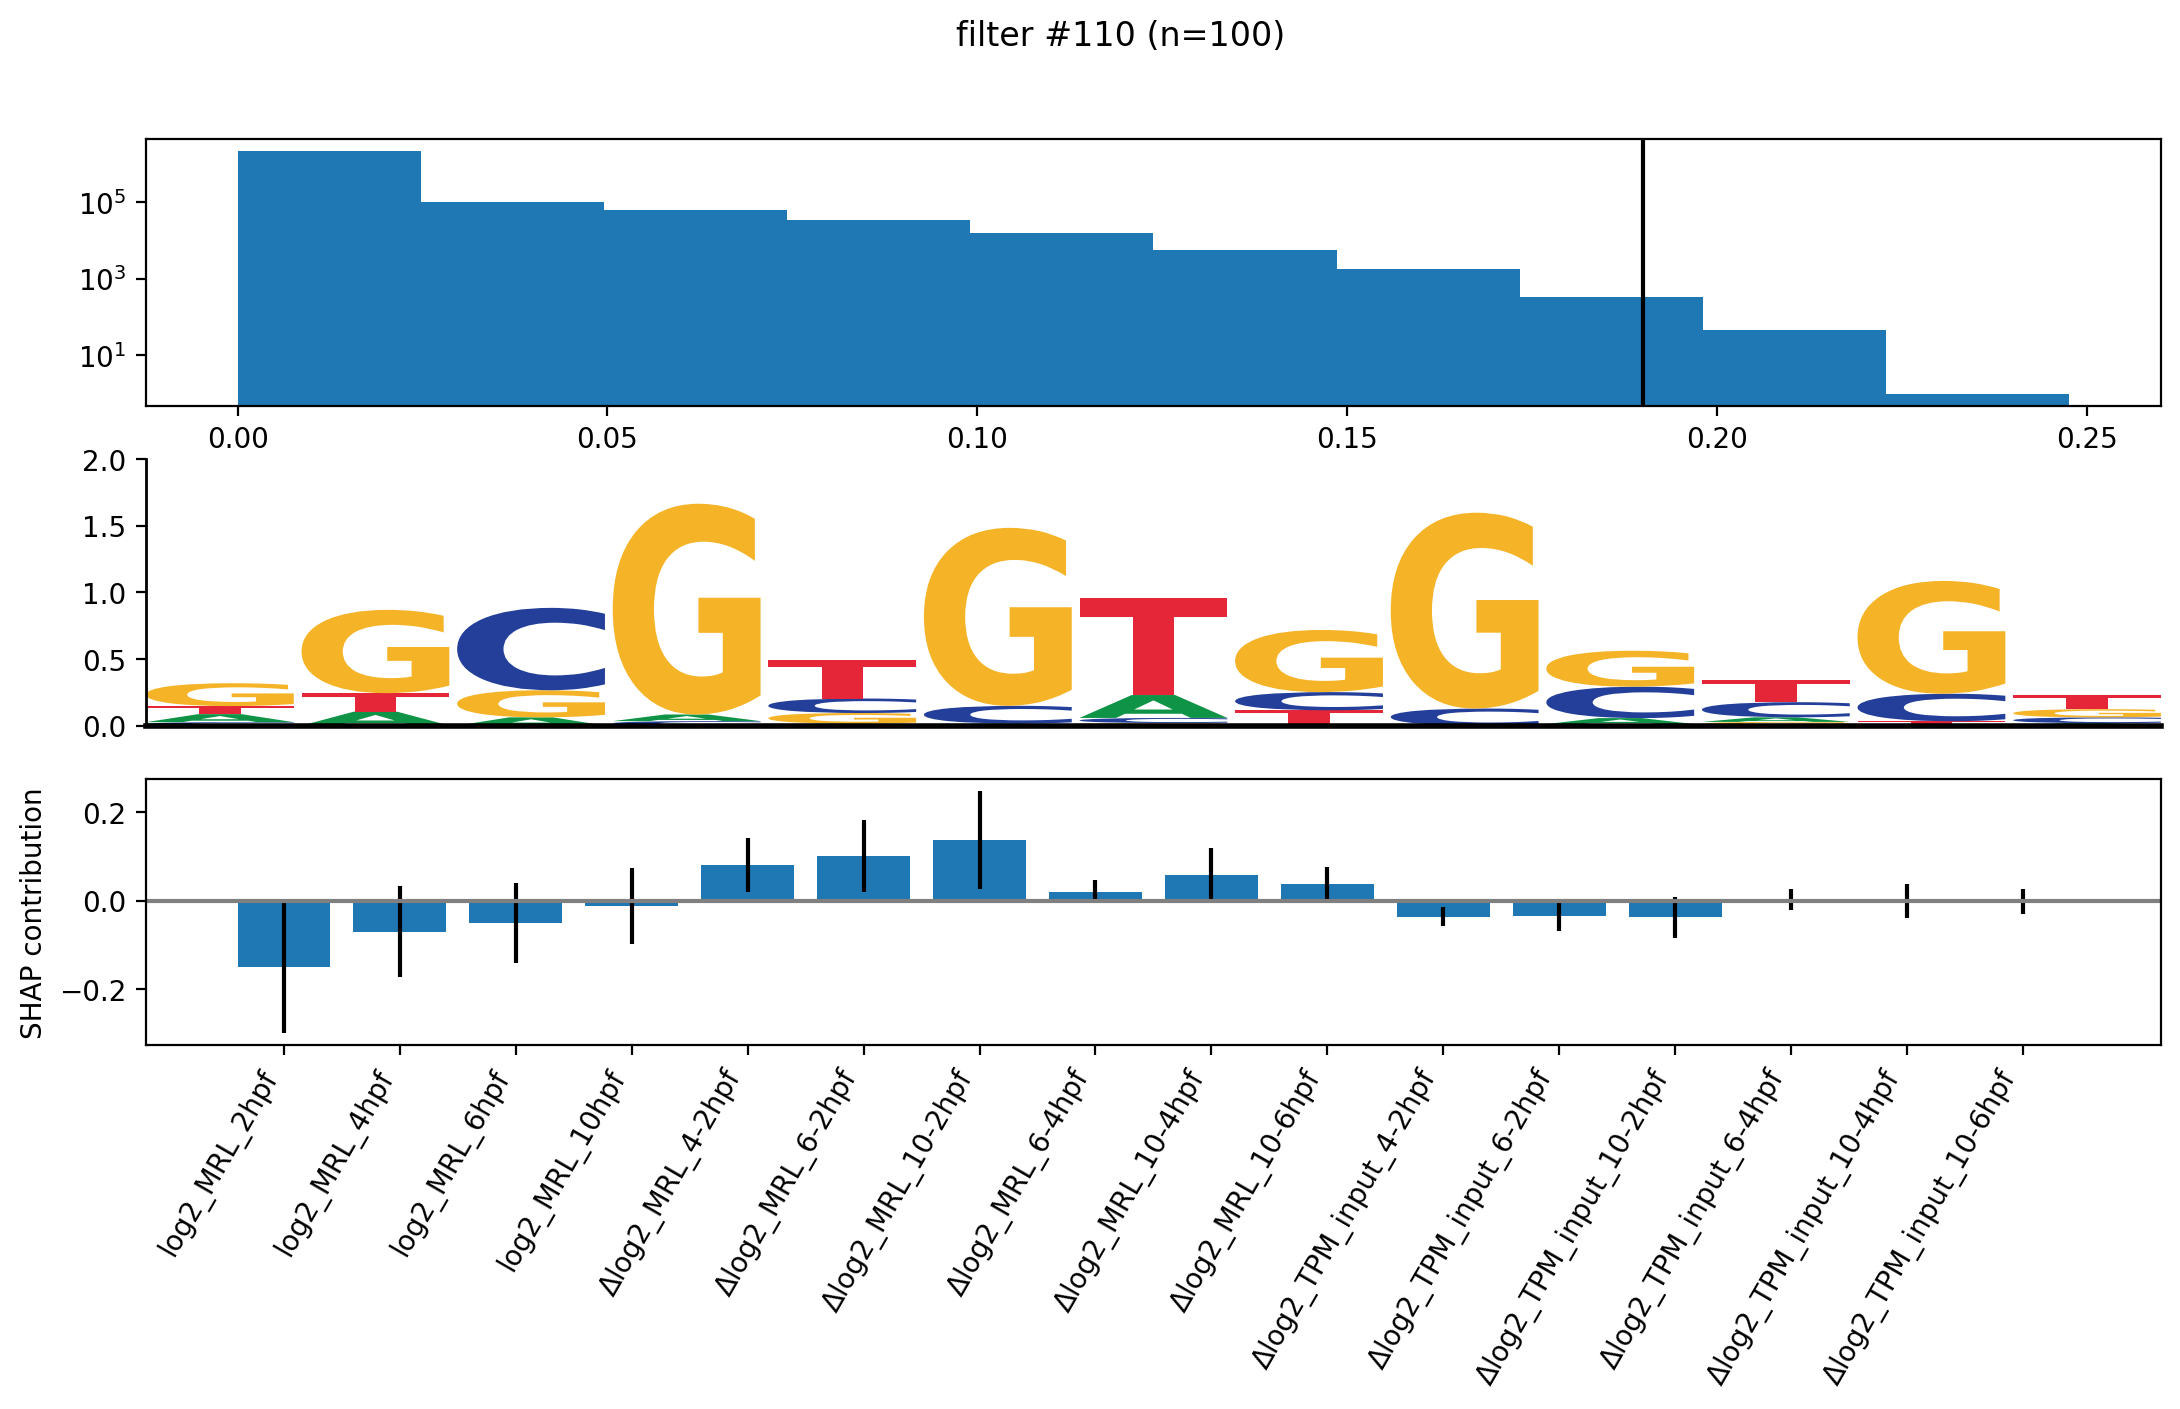 filter #110 (n=100)
10^5
10^3
10^1
0.00 0.05 0.10 0.15 0.20 0.25
2.0
1.5
1.0
0.5
0.0
G T A
G T A
C G A
G A
T C G
G C
T A C
G C T
G C
G C A
T C A
G C T
T G C
SHAP contribution
0.2
0.0
−0.2
log2_MRL_2hpf
log2_MRL_4hpf
log2_MRL_6hpf
log2_MRL_10hpf
Δlog2_MRL_4-2hpf
Δlog2_MRL_6-2hpf
Δlog2_MRL_10-2hpf
Δlog2_MRL_6-4hpf
Δlog2_MRL_10-4hpf
Δlog2_MRL_10-6hpf
Δlog2_TPM_input_4-2hpf
Δlog2_TPM_input_6-2hpf
Δlog2_TPM_input_10-2hpf
Δlog2_TPM_input_6-4hpf
Δlog2_TPM_input_10-4hpf
Δlog2_TPM_input_10-6hpf